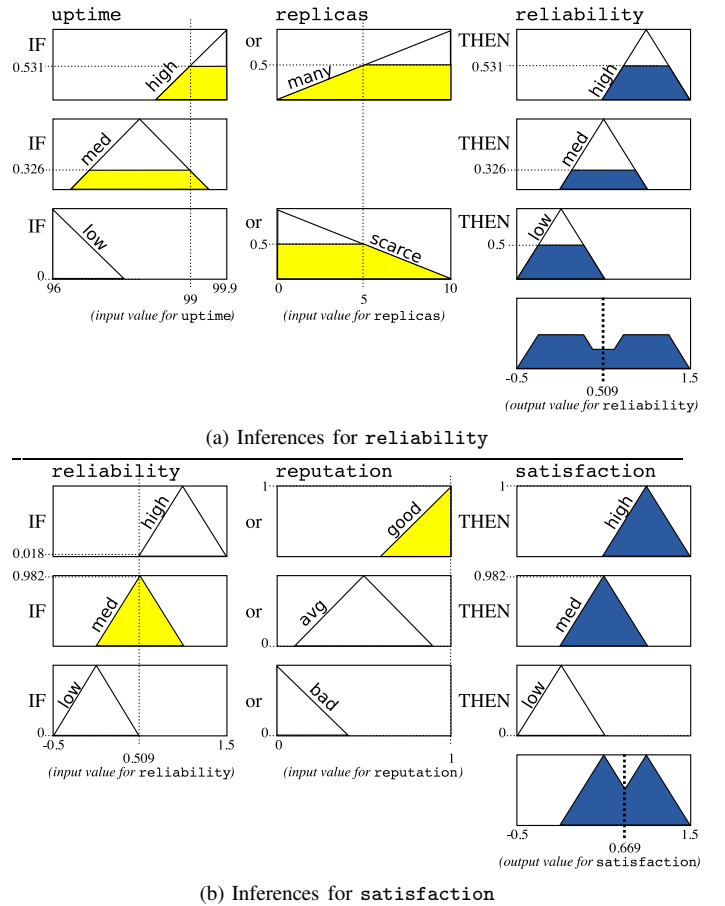 uptime replicas reliability
IF high or many THEN high
0.531 0.5 0.531
IF med THEN med
0.326 0.326
IF low or scarce THEN low
0.5 0.5
0 
96 99 99.9 0 5 10
(input value for uptime) (input value for replicas)
-0.5 0.509 1.5
(output value for reliability)
(a) Inferences for reliability
reliability reputation satisfaction
1 1
IF high or good THEN high
0.018
0.982 0.982
IF med or avg THEN med
0
IF low or bad THEN low
0 0 0
-0.5 0.509 1.5 0 1
(input value for reliability) (input value for reputation)
-0.5 0.669 1.5
(output value for satisfaction)
(b) Inferences for satisfaction